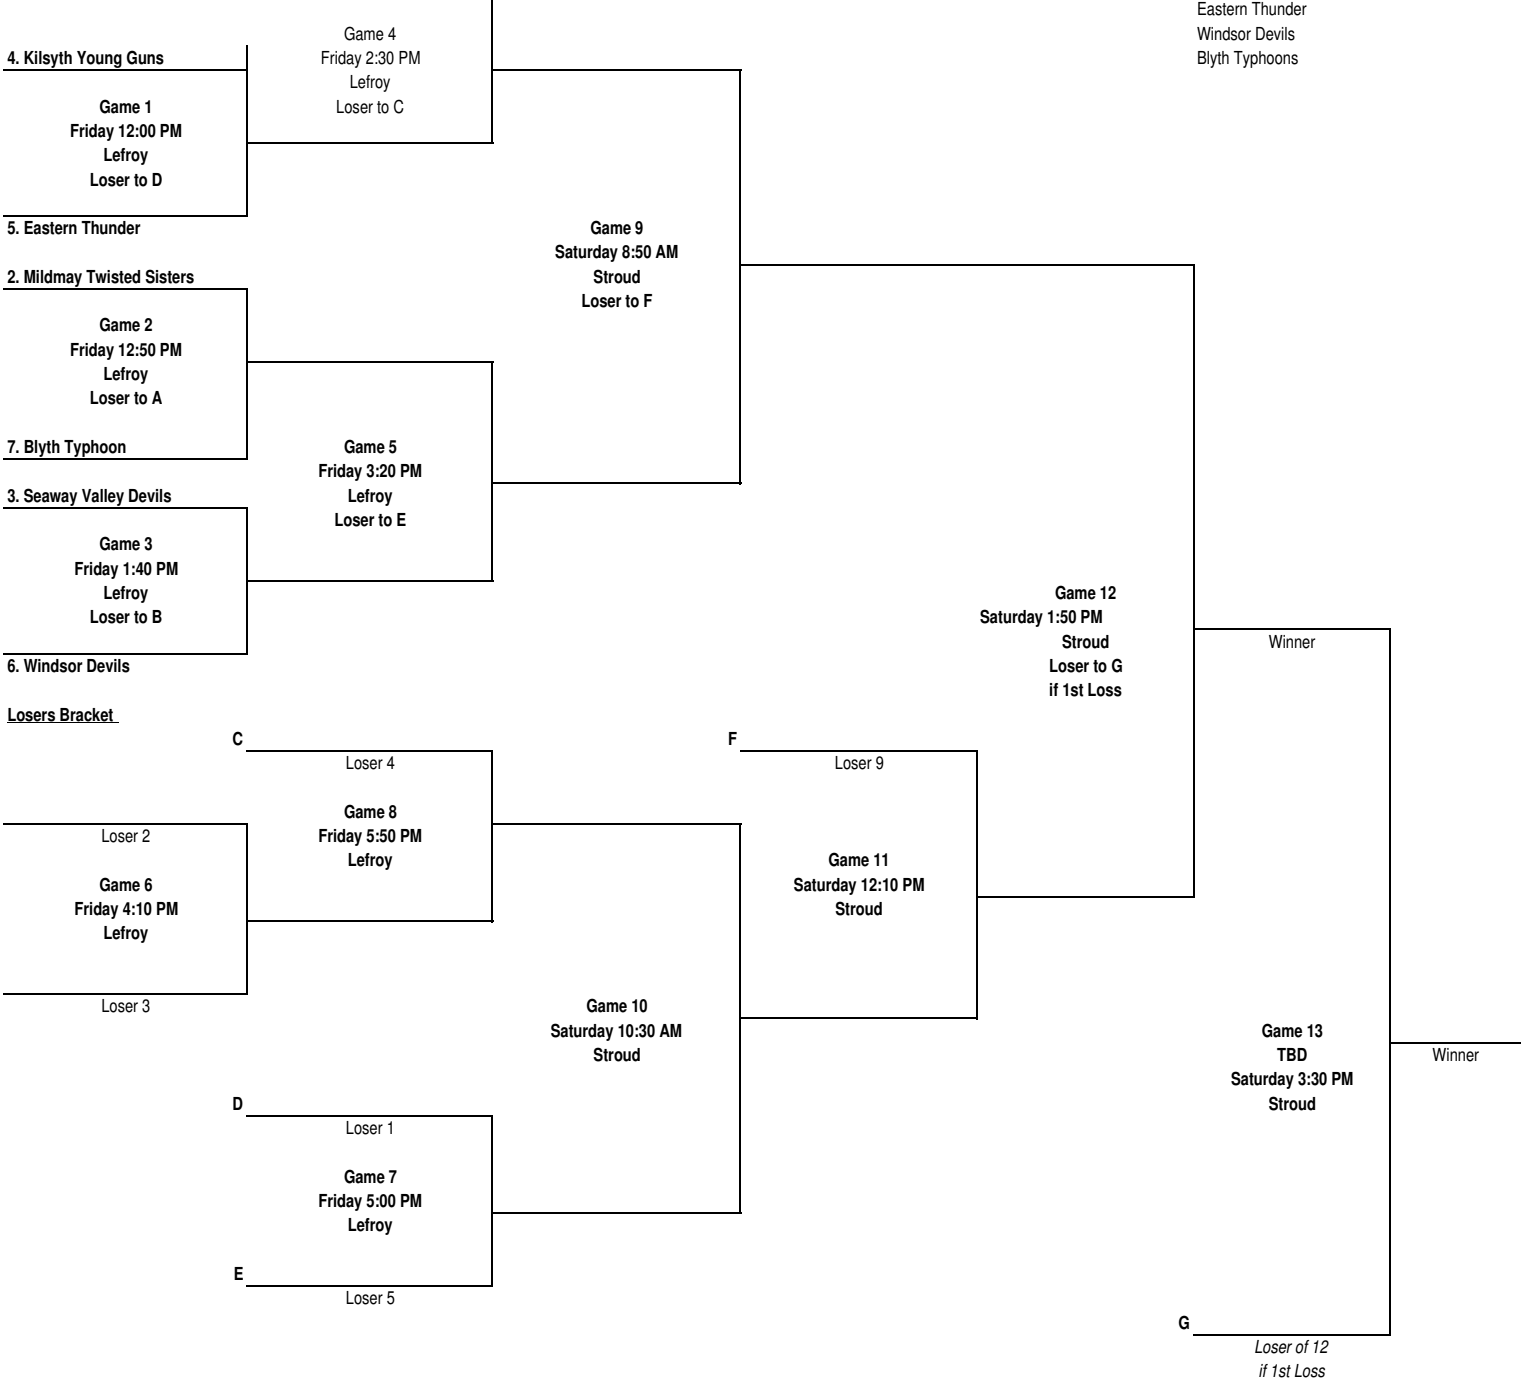 Eastern Thunder
Windsor Devils
Blyth Typhoons
Game 4
Friday 2:30 PM
Lefroy
Loser to C
4. Kilsyth Young Guns
Game 1
Friday 12:00 PM
Lefroy
Loser to D
5. Eastern Thunder
Game 9
Saturday 8:50 AM
Stroud
Loser to F
2. Mildmay Twisted Sisters
Game 2
Friday 12:50 PM
Lefroy
Loser to A
7. Blyth Typhoon
Game 5
Friday 3:20 PM
Lefroy
Loser to E
3. Seaway Valley Devils
Game 3
Friday 1:40 PM
Lefroy
Loser to B
6. Windsor Devils
Game 12
Saturday 1:50 PM
Stroud
Loser to G
if 1st Loss
Winner
Losers Bracket
C
Loser 4
Game 8
Friday 5:50 PM
Lefroy
F
Loser 9
Game 11
Saturday 12:10 PM
Stroud
Loser 2
Game 6
Friday 4:10 PM
Lefroy
Loser 3
Game 10
Saturday 10:30 AM
Stroud
Game 13
TBD
Saturday 3:30 PM
Stroud
Winner
D
Loser 1
Game 7
Friday 5:00 PM
Lefroy
E
Loser 5
G
Loser of 12
if 1st Loss